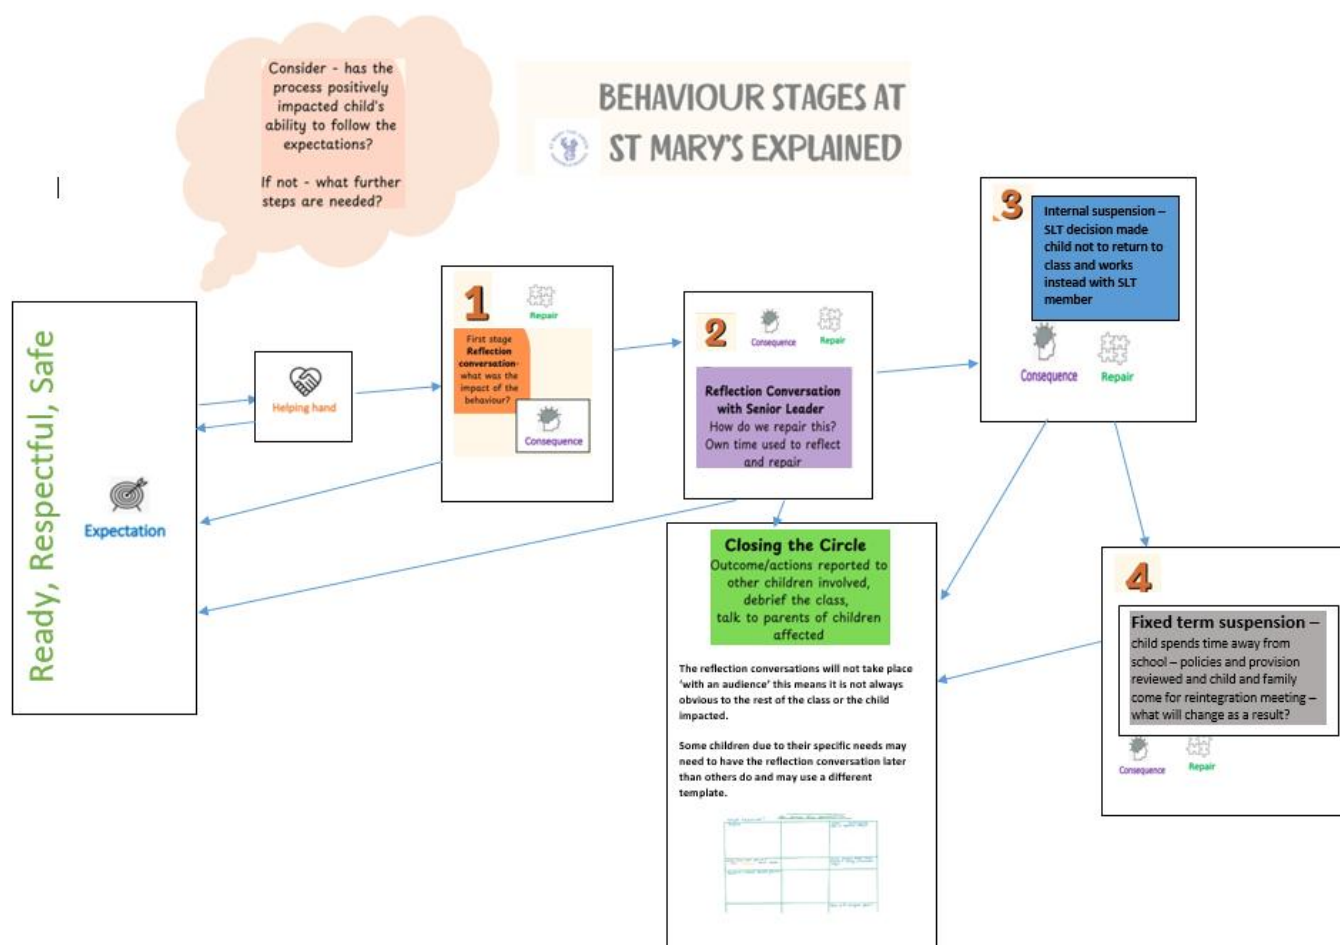 Consider - has the
process positively
impacted child's
ability to follow the
expectations?
If not - what further
steps are needed?
BEHAVIOUR STAGES AT
ST MARY'S EXPLAINED
Ready, Respectful, Safe
Expectation
Helping hand
1
Repair
First stage
Reflection
conversation-
what was the
impact of the
behaviour?
Consequence
2
Consequence
Repair
Reflection Conversation
with Senior Leader
How do we repair this?
Own time used to reflect
and repair
3
Internal suspension –
SLT decision made
child not to return to
class and works
instead with SLT
member
Consequence
Repair
Closing the Circle
Outcome/actions reported to
other children involved,
debrief the class,
talk to parents of children
affected
The reflection conversations will not take place
'with an audience' this means it is not always
obvious to the rest of the class or the child
impacted.
Some children due to their specific needs may
need to have the reflection conversation later
than others do and may use a different
template.
4
Fixed term suspension –
child spends time away from
school – policies and provision
reviewed and child and family
come for reintegration meeting –
what will change as a result?
Consequence
Repair